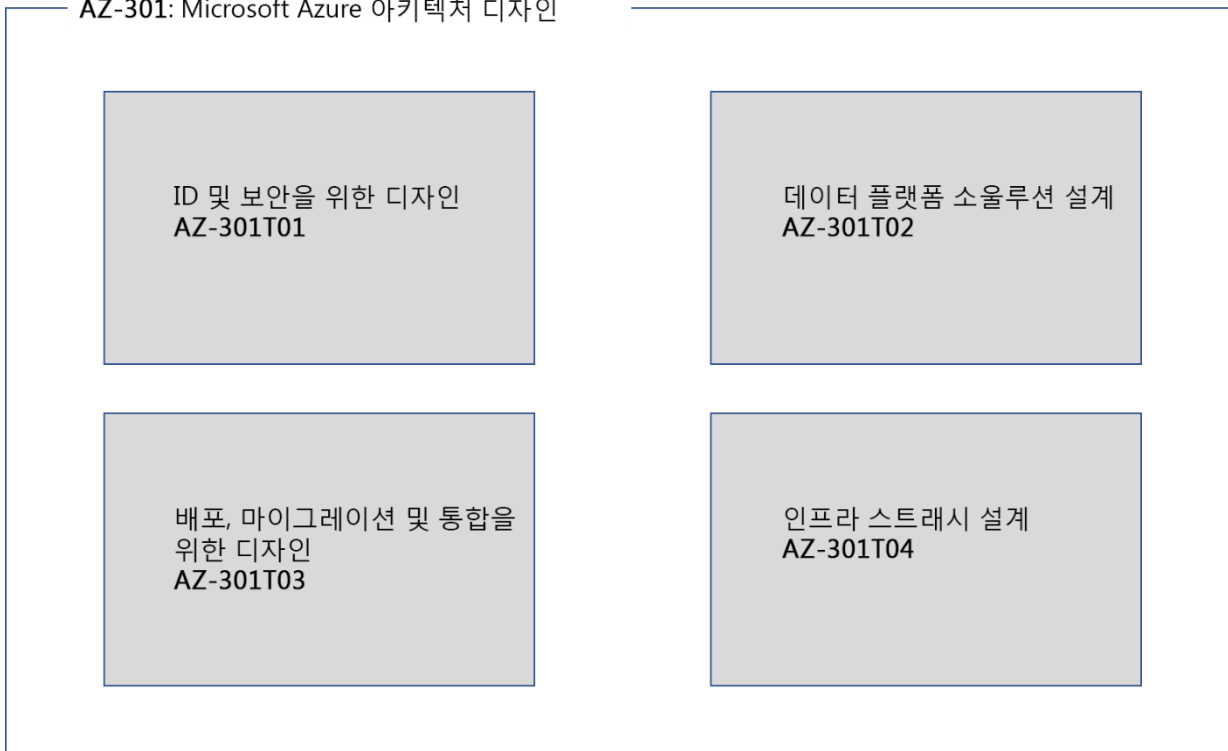 AZ-301: Microsoft Azure 아키텍처 디자인
ID 및 보안을 위한 디자인
AZ-301T01
데이터 플랫폼 소울루션 설계
AZ-301T02
배포, 마이그레이션 및 통합을
위한 디자인
AZ-301T03
인프라 스트래시 설계
AZ-301T04